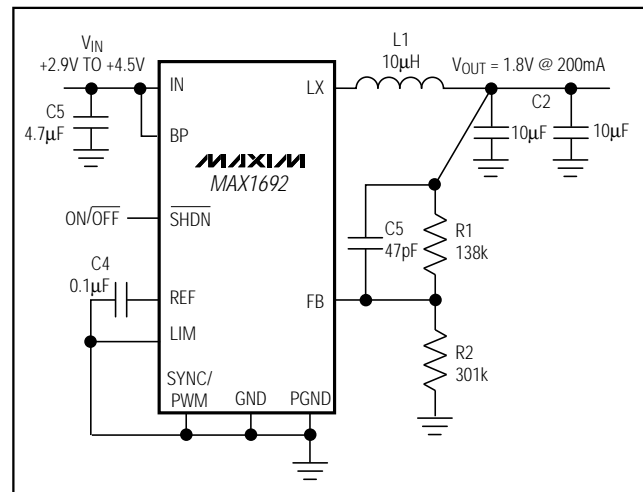 VIN
+2.9V TO +4.5V
C5
4.7µF
IN
BP
ON/OFF
SHDN
C4
0.1µF
REF
LIM
SYNC/
PWM
GND
PGND
MAXIM
MAX1692
LX
FB
L1
10µH
VOUT = 1.8V @ 200mA
C2
10µF
10µF
C5
47pF
R1
138k
R2
301k